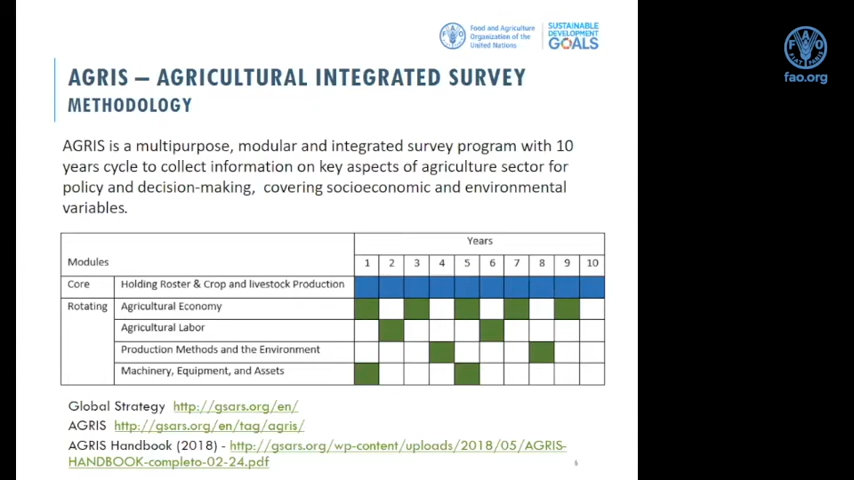 Food and Agriculture
Organization of the
United Nations
SUSTAINABLE
DEVELOPMENT
GOALS
FAO
FIAT PANIS
fao.org
AGRIS – AGRICULTURAL INTEGRATED SURVEY
METHODOLOGY
AGRIS is a multipurpose, modular and integrated survey program with 10
years cycle to collect information on key aspects of agriculture sector for
policy and decision-making, covering socioeconomic and environmental
variables.
Years
Modules 1 2 3 4 5 6 7 8 9 10
Core Holding Roster & Crop and livestock Production
Rotating Agricultural Economy
Agricultural Labor
Production Methods and the Environment
Machinery, Equipment, and Assets
Global Strategy http://gsars.org/en/
AGRIS http://gsars.org/en/tag/agris/
AGRIS Handbook (2018) - http://gsars.org/wp-content/uploads/2018/05/AGRIS-
HANDBOOK-completo-02-24.pdf